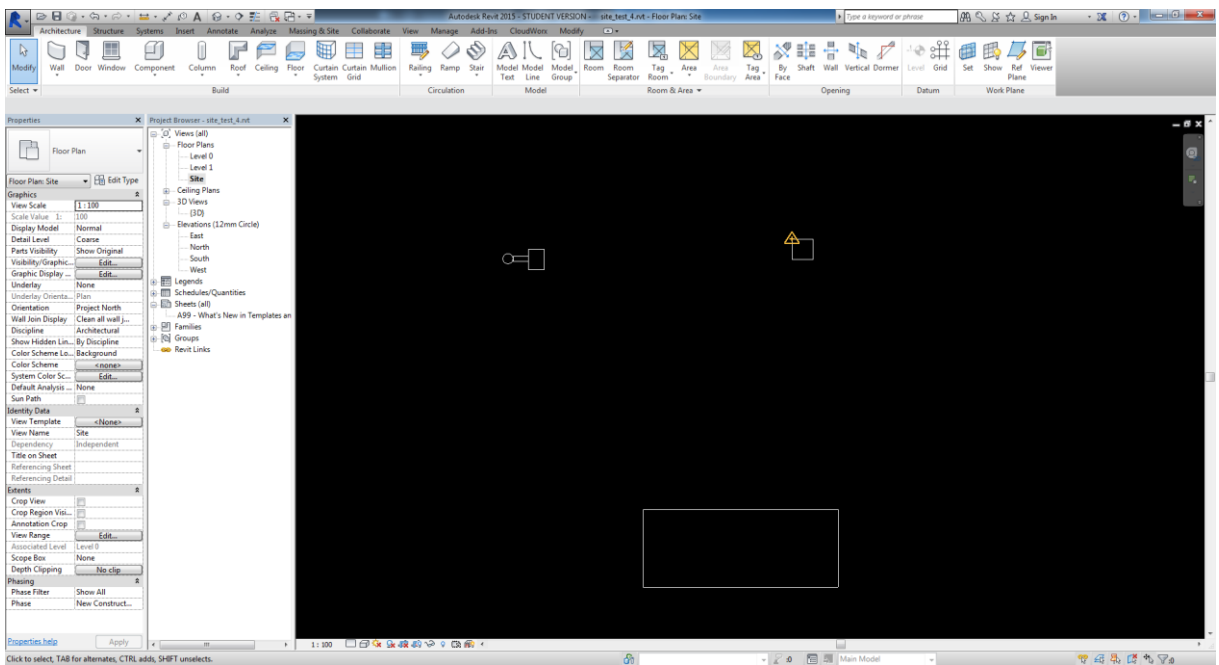 Autodesk Revit 2015 - STUDENT VERSION - site_test_4.rvt - Floor Plan: Site
Type a keyword or phrase
Sign In
Architecture Structure Systems Insert Annotate Analyze Massing & Site Collaborate View Manage Add-Ins CloudWorx Modify
Modify Wall Door Window Component Column Roof Ceiling Floor Curtain System Curtain Grid Mullion Railing Ramp Stair Model Text Model Line Model Group Room Room Separator Tag Room Area Area Boundary Tag Area By Face Shaft Wall Vertical Dormer Level Grid Set Show Ref Plane Viewer
Select Build Circulation Model Room & Area Opening Datum Work Plane
Properties
Floor Plan
Floor Plan: Site Edit Type
Graphics
View Scale 1 : 100
Scale Value 1: 100
Display Model Normal
Detail Level Coarse
Parts Visibility Show Original
Visibility/Graphic... Edit...
Graphic Display ... Edit...
Underlay None
Underlay Orienta... Plan
Orientation Project North
Wall Join Display Clean all wall j...
Discipline Architectural
Show Hidden Lin... By Discipline
Color Scheme Lo... Background
Color Scheme <none>
System Color Sc... Edit...
Default Analysis ... None
Sun Path
Identity Data
View Template <None>
View Name Site
Dependency Independent
Title on Sheet
Referencing Sheet
Referencing Detail
Extents
Crop View
Crop Region Visi...
Annotation Crop
View Range Edit...
Associated Level Level 0
Scope Box None
Depth Clipping No clip
Phasing
Phase Filter Show All
Phase New Construct...
Properties help Apply
Project Browser - site_test_4.rvt
Views (all)
Floor Plans
Level 0
Level 1
Site
Ceiling Plans
3D Views
{3D}
Elevations (12mm Circle)
East
North
South
West
Legends
Schedules/Quantities
Sheets (all)
A99 - What's New in Templates an
Families
Groups
Revit Links
1 : 100
Click to select, TAB for alternates, CTRL adds, SHIFT unselects.
:0
Main Model
:0